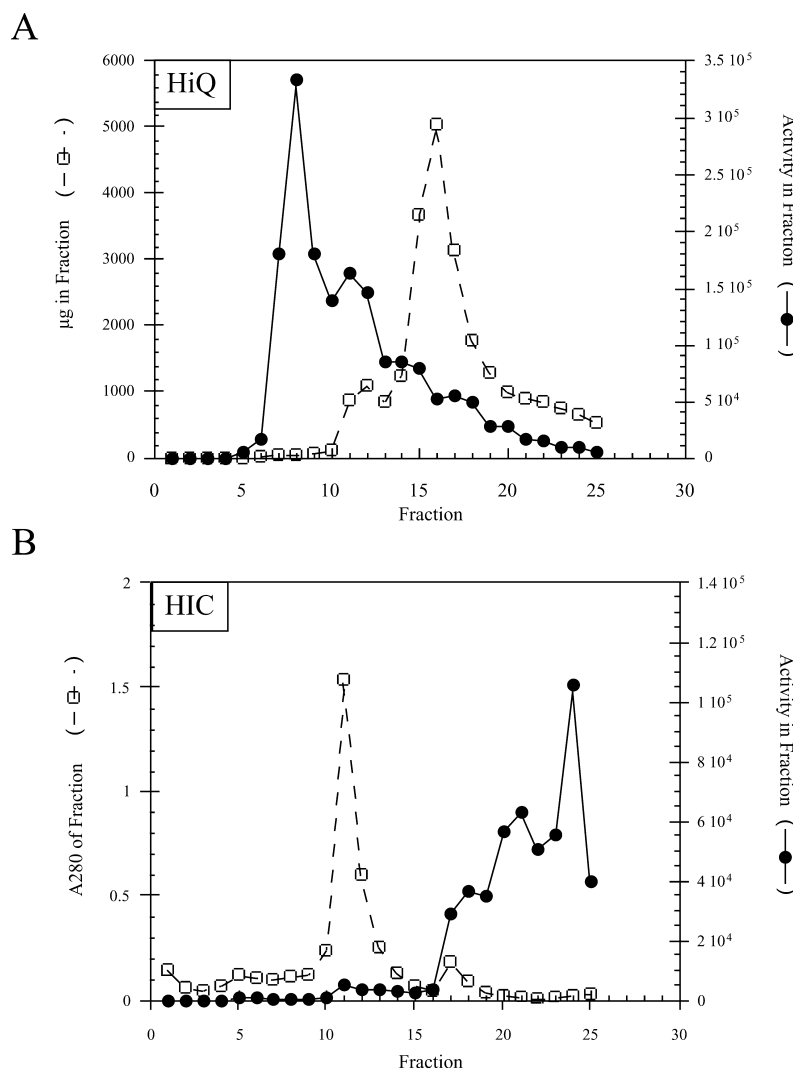 A
HiQ
6000
5000
4000
3000
2000
1000
0
µg in Fraction ( )
3.5 10⁵
3 10⁵
2.5 10⁵
2 10⁵
1.5 10⁵
1 10⁵
5 10⁴
0
Activity in Fraction ( )
0 5 10 15 20 25 30
Fraction
B
HIC
2
1.5
1
0.5
0
A280 of Fraction ( )
1.4 10⁵
1.2 10⁵
1 10⁵
8 10⁴
6 10⁴
4 10⁴
2 10⁴
0
Activity in Fraction ( )
0 5 10 15 20 25 30
Fraction